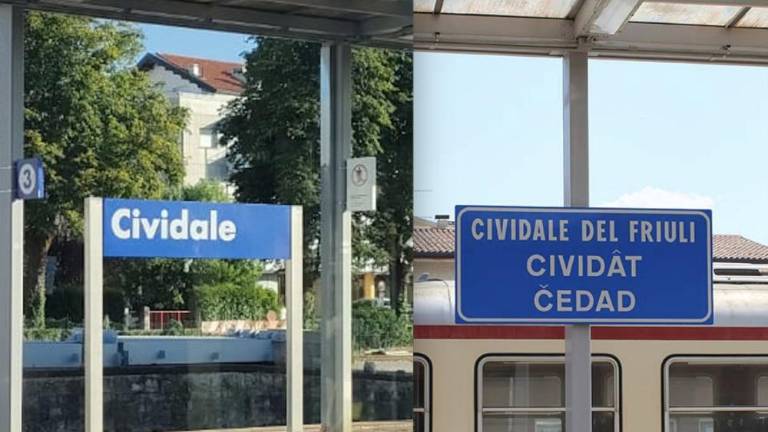 3
Cividale
CIVIDALE DEL FRIULI
CIVIDÂT
ČEDAD